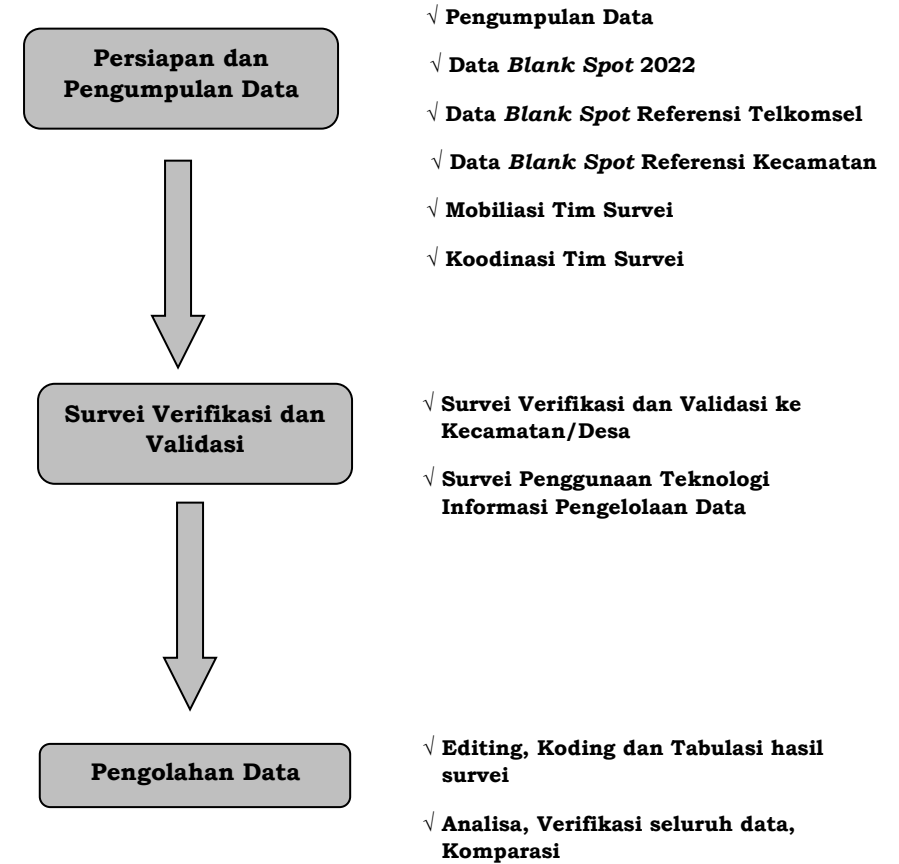 Persiapan dan
Pengumpulan Data
√ Pengumpulan Data
√ Data Blank Spot 2022
√ Data Blank Spot Referensi Telkomsel
√ Data Blank Spot Referensi Kecamatan
√ Mobiliasi Tim Survei
√ Koodinasi Tim Survei
Survei Verifikasi dan
Validasi
√ Survei Verifikasi dan Validasi ke
Kecamatan/Desa
√ Survei Penggunaan Teknologi
Informasi Pengelolaan Data
Pengolahan Data
√ Editing, Koding dan Tabulasi hasil
survei
√ Analisa, Verifikasi seluruh data,
Komparasi